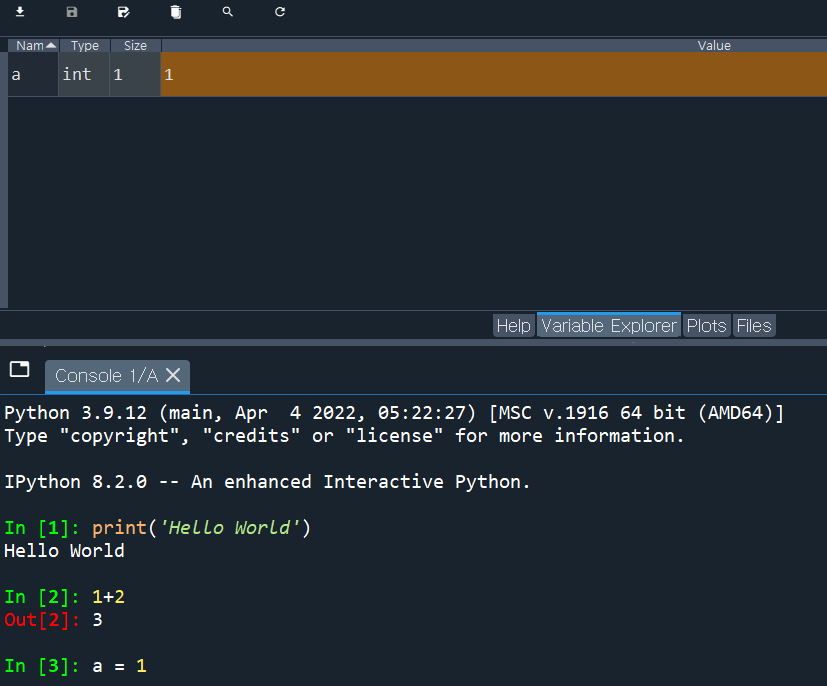 Nam Type Size Value
a int 1 1
Help Variable Explorer Plots Files
Console 1/A
Python 3.9.12 (main, Apr  4 2022, 05:22:27) [MSC v.1916 64 bit (AMD64)]
Type "copyright", "credits" or "license" for more information.
IPython 8.2.0 -- An enhanced Interactive Python.
In [1]: print('Hello World')
Hello World
In [2]: 1+2
Out[2]: 3
In [3]: a = 1